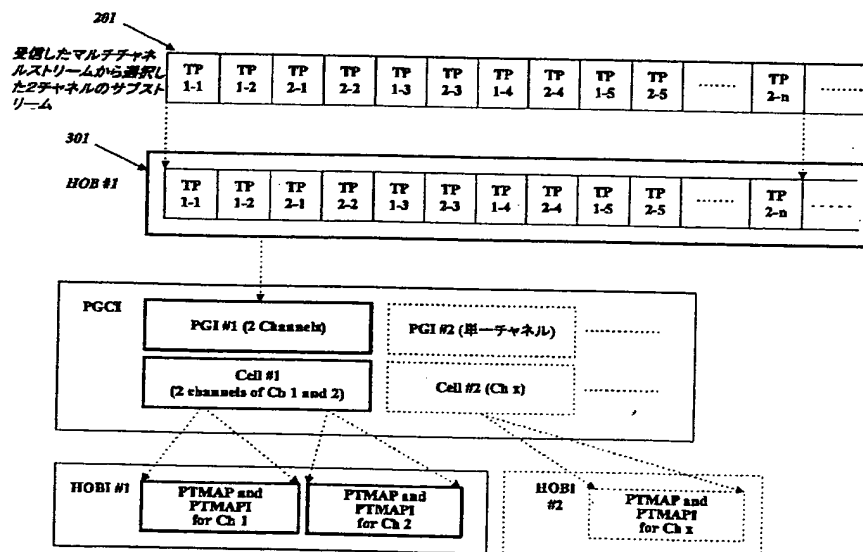 201
受信したマルチチャネ
ルストリームから選択し
た2チャネルのサブスト
リーム
TP 1-1 TP 1-2 TP 2-1 TP 2-2 TP 1-3 TP 2-3 TP 1-4 TP 2-4 TP 1-5 TP 2-5 ...... TP 2-n ......
301
HOB #1
TP 1-1 TP 1-2 TP 2-1 TP 2-2 TP 1-3 TP 2-3 TP 1-4 TP 2-4 TP 1-5 TP 2-5 ...... TP 2-n ......
PGCI
PGI #1 (2 Channels)
PGI #2 (単一チャネル)
Cell #1
(2 channels of Ch 1 and 2)
Cell #2 (Ch x)
HOBI #1
PTMAP and
PTMAPI
for Ch 1
PTMAP and
PTMAPI
for Ch 2
HOBI
#2
PTMAP and
PTMAPI
for Ch x